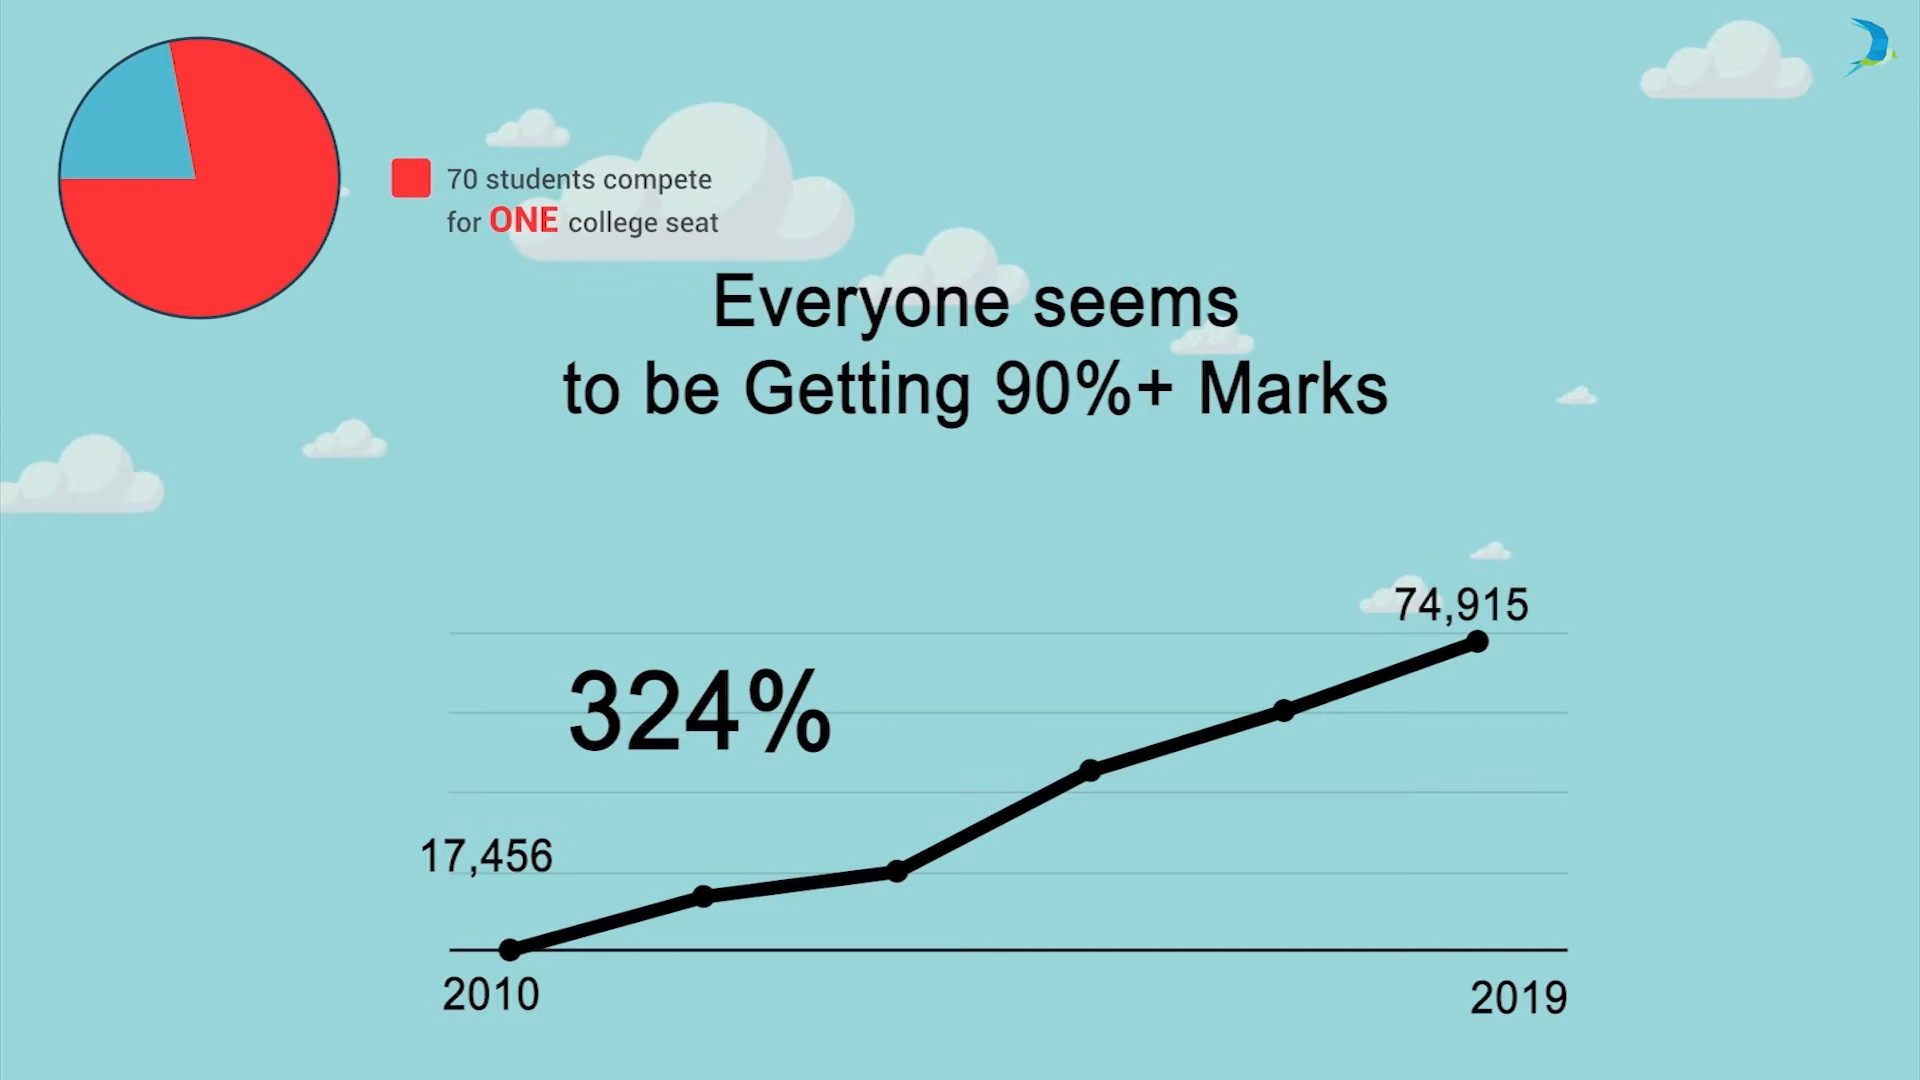 70 students compete
for ONE college seat
Everyone seems
to be Getting 90%+ Marks
74,915
324%
17,456
2010
2019